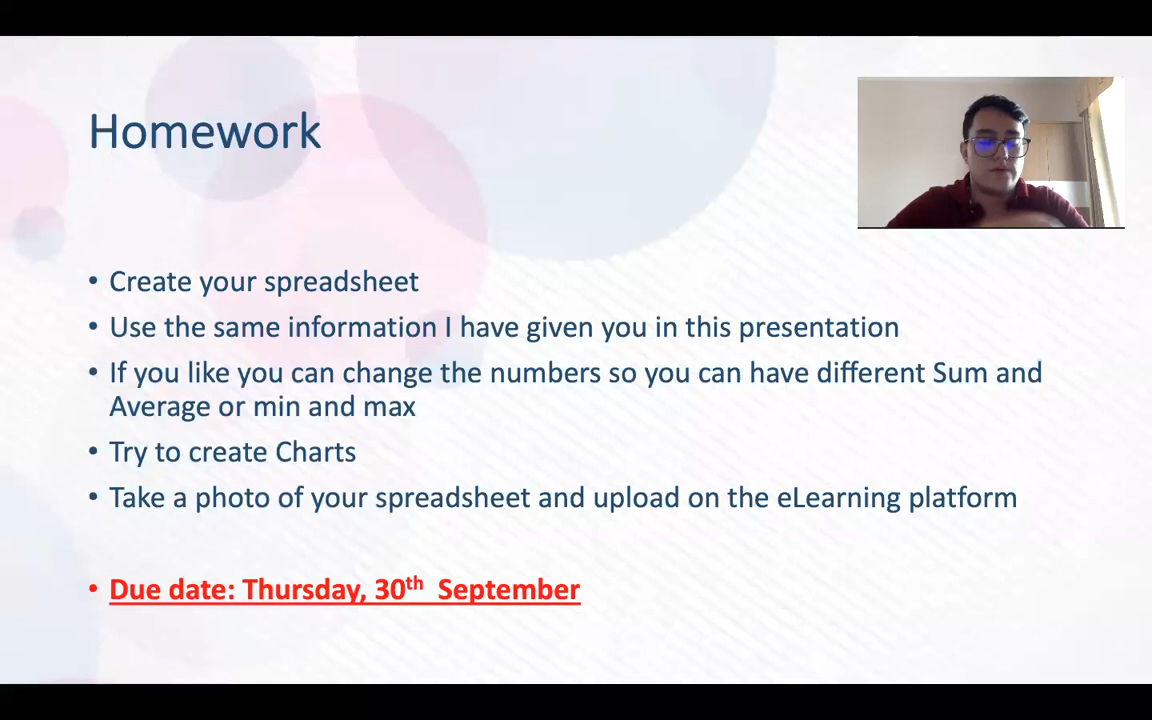 Homework
• Create your spreadsheet
• Use the same information I have given you in this presentation
• If you like you can change the numbers so you can have different Sum and
Average or min and max
• Try to create Charts
• Take a photo of your spreadsheet and upload on the eLearning platform
• Due date: Thursday, 30th September